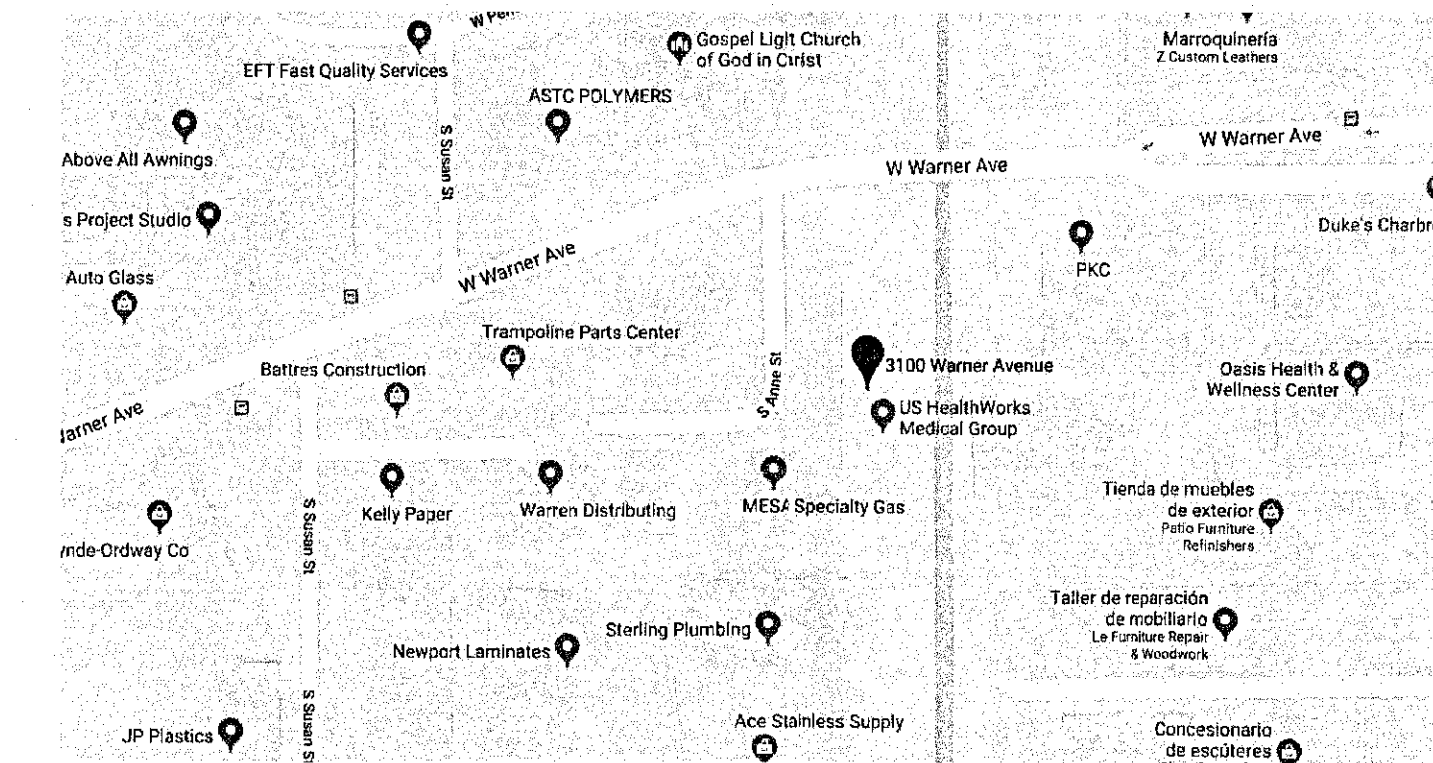 W
EFT Fast Quality Services
Gospel Ligit Church
of God in Cirist
Marroquinería
Z Custom Leathers
ASTC POLYMERS
Above All Awnings
S Susan St
W Warner Ave
W Warner Ave
s Project Studio
Duke's Charbr
PKC
Auto Glass
W Warner Ave
Trampoline Parts Center
Battres Construction
S Anne St
3100 Warner Avenue
Oasis Health &
Wellness Center
US HealthWorks
Medical Group
Warner Ave
Kelly Paper
Warren Distributing
MESA Specialty Gas
Tienda de muebles
de exterior
Patio Furniture
Refinishers
ynde-Ordway Co
S Susan St
Taller de reparación
de mobiliario
Le Furniture Repair
& Woodwork
Sterling Plumbing
Newport Laminates
S Susan St
JP Plastics
Ace Stainless Supply
Concesionario
de escúteres